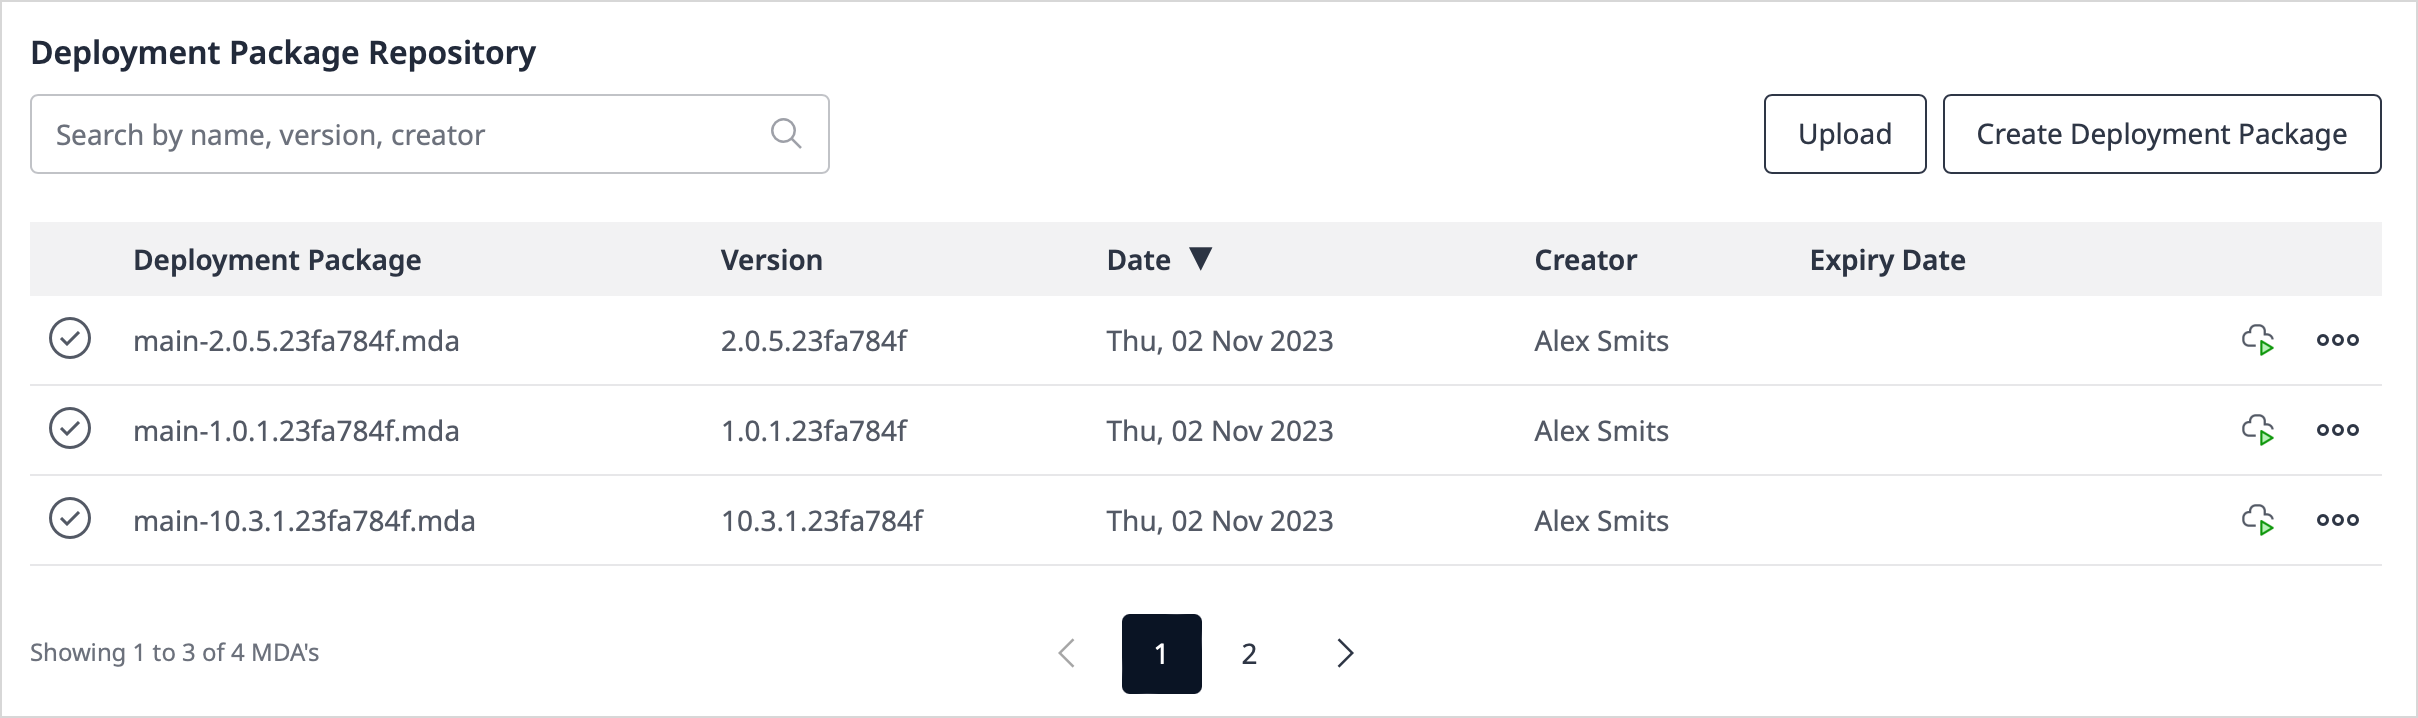 Deployment Package Repository
Search by name, version, creator
Upload
Create Deployment Package
Deployment Package Version Date Creator Expiry Date
main-2.0.5.23fa784f.mda 2.0.5.23fa784f Thu, 02 Nov 2023 Alex Smits
main-1.0.1.23fa784f.mda 1.0.1.23fa784f Thu, 02 Nov 2023 Alex Smits
main-10.3.1.23fa784f.mda 10.3.1.23fa784f Thu, 02 Nov 2023 Alex Smits
Showing 1 to 3 of 4 MDA's 1 2